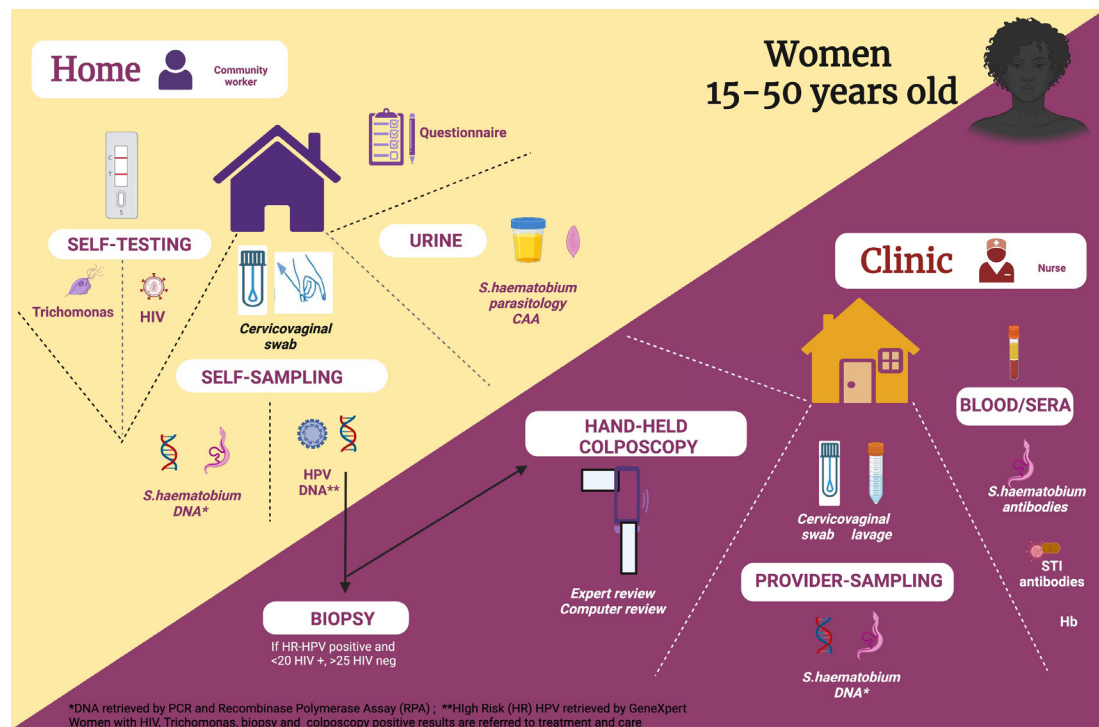 Home
Community
worker
Women
15-50 years old
Questionnaire
C
T
S
SELF-TESTING
Trichomonas
HIV
URINE
S.haematobium
parasitology
CAA
Cervicovaginal
swab
SELF-SAMPLING
S.haematobium
DNA*
HPV
DNA**
BIOPSY
If HR-HPV positive and
<20 HIV +, >25 HIV neg
HAND-HELD
COLPOSCOPY
Expert review
Computer review
Clinic
Nurse
Cervicovaginal
swab lavage
PROVIDER-SAMPLING
S.haematobium
DNA*
BLOOD/SERA
S.haematobium
antibodies
STI
antibodies
Hb
*DNA retrieved by PCR and Recombinase Polymerase Assay (RPA) ; **HIgh Risk (HR) HPV retrieved by GeneXpert
Women with HIV, Trichomonas, biopsy and colposcopy positive results are referred to treatment and care